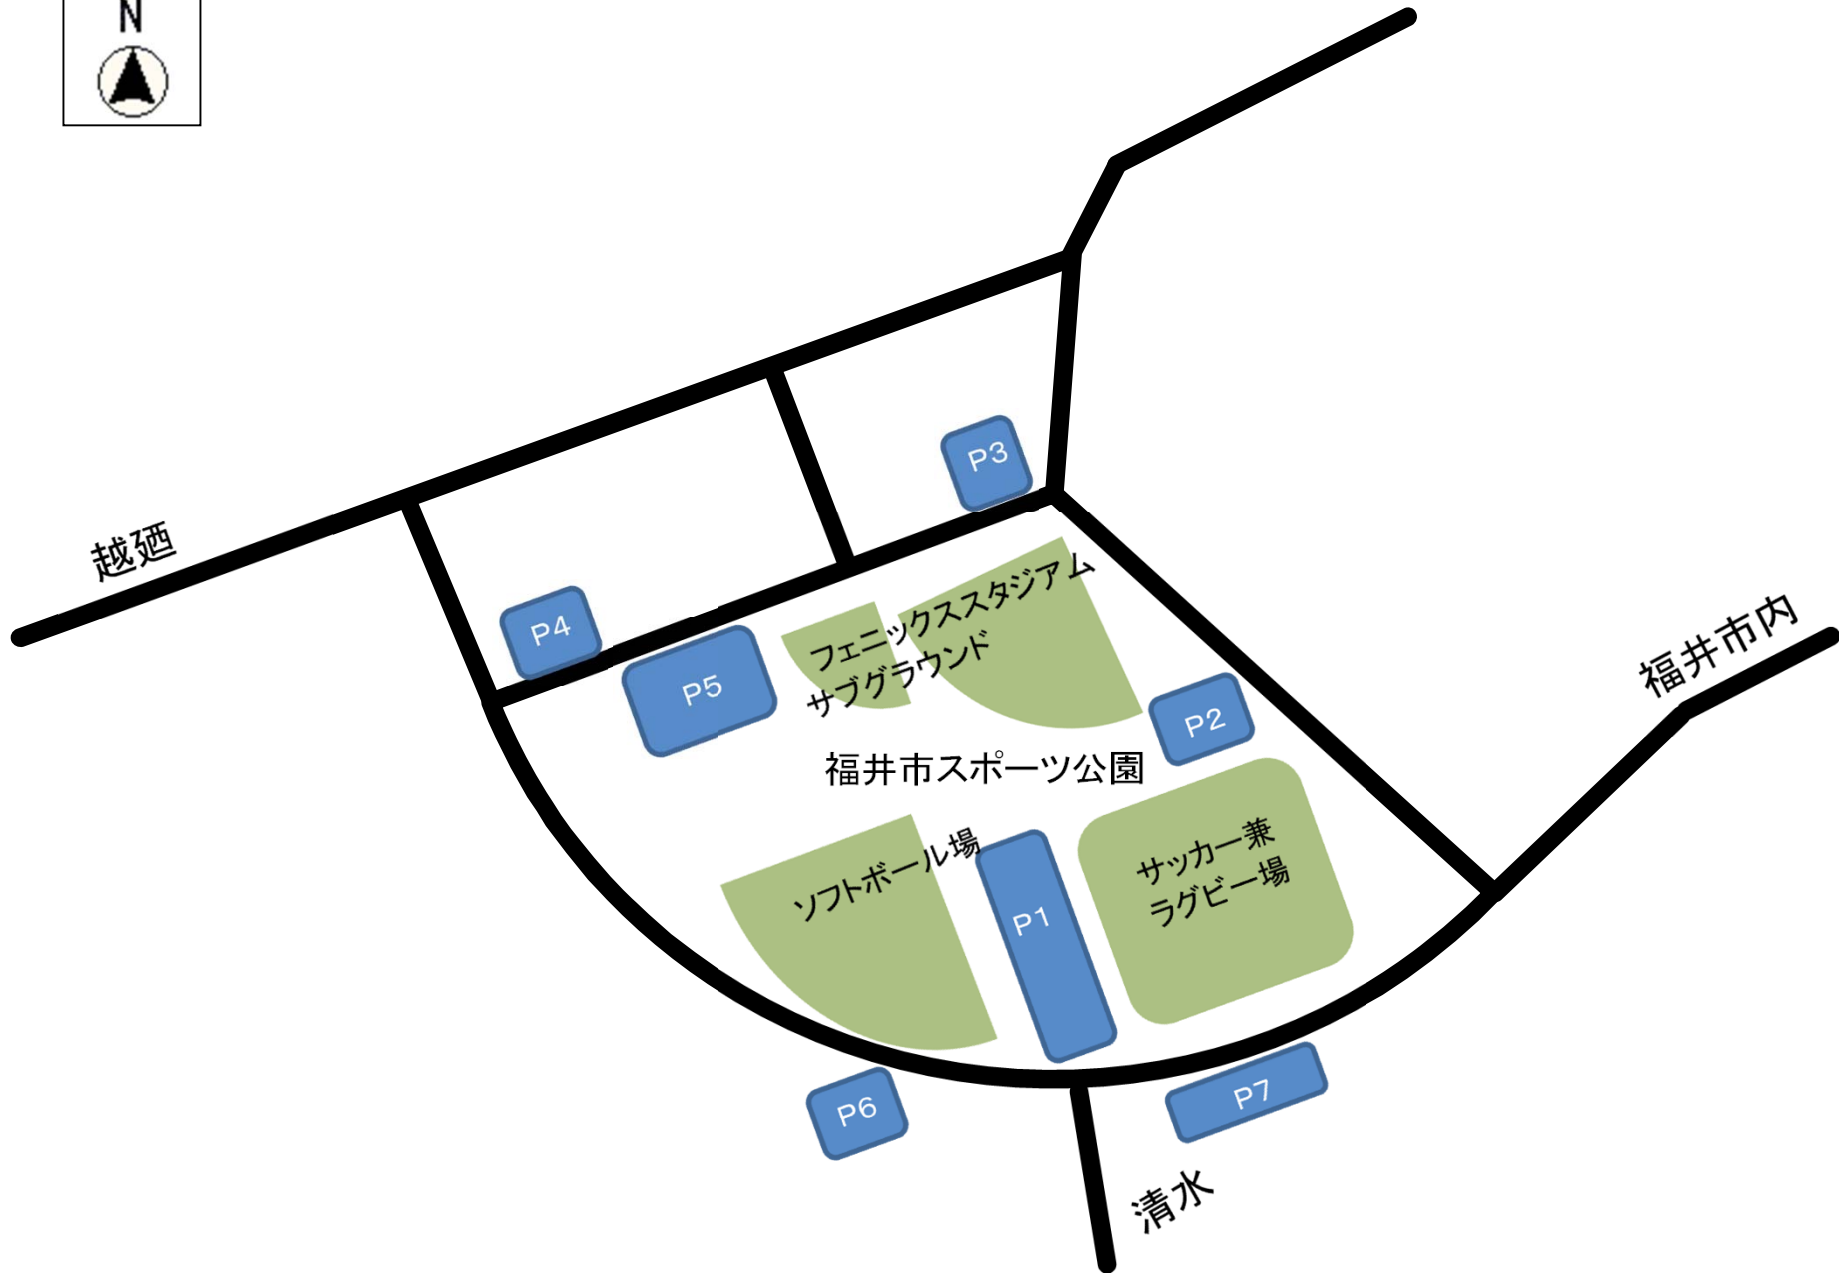 N
P3
越廼
フェニックススタジアム
サブグラウンド
P4
P5
福井市内
P2
福井市スポーツ公園
サッカー兼
ラグビー場
ソフトボール場
P1
P6
P7
清水